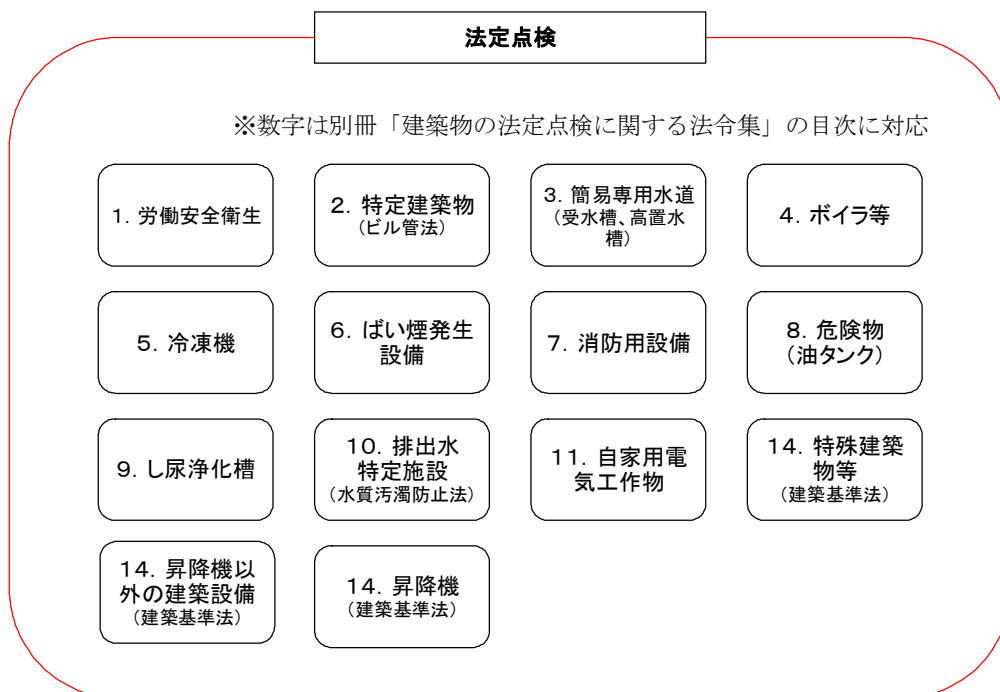 法定点検
※数字は別冊「建築物の法定点検に関する法令集」の目次に対応
1．労働安全衛生
2．特定建築物
（ビル管法）
3．簡易専用水道
（受水槽、高置水
槽）
4．ボイラ等
5．冷凍機
6．ばい煙発生
設備
7．消防用設備
8．危険物
（油タンク）
9．し尿浄化槽
10．排出水
特定施設
（水質汚濁防止法）
11．自家用電
気工作物
14．特殊建築
物等
（建築基準法）
14．昇降機以
外の建築設備
（建築基準法）
14．昇降機
（建築基準法）